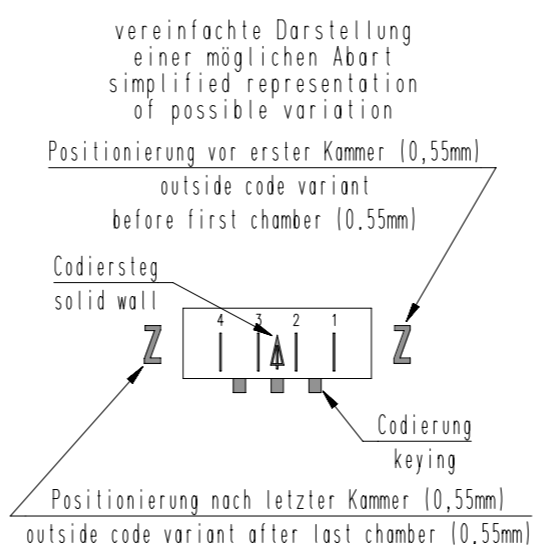 vereinfachte Darstellung
einer möglichen Abart
simplified representation
of possible variation
Positionierung vor erster Kammer (0,55mm)
outside code variant
before first chamber (0.55mm)
Codiersteg
solid wall
4 3 2 1
Z Z
Codierung
keying
Positionierung nach letzter Kammer (0,55mm)
outside code variant after last chamber (0.55mm)